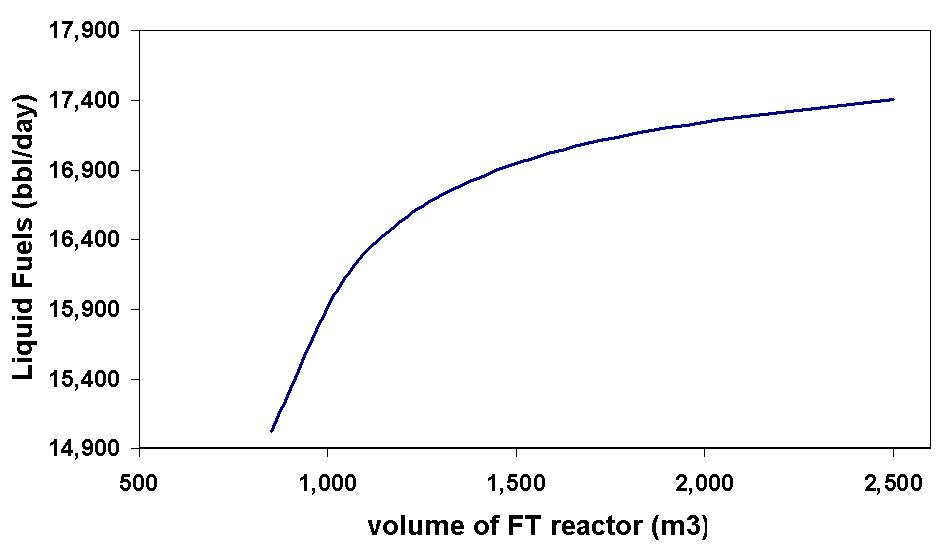 17,900
17,400
16,900
16,400
15,900
15,400
14,900
Liquid Fuels (bbl/day)
500 1,000 1,500 2,000 2,500
volume of FT reactor (m3)